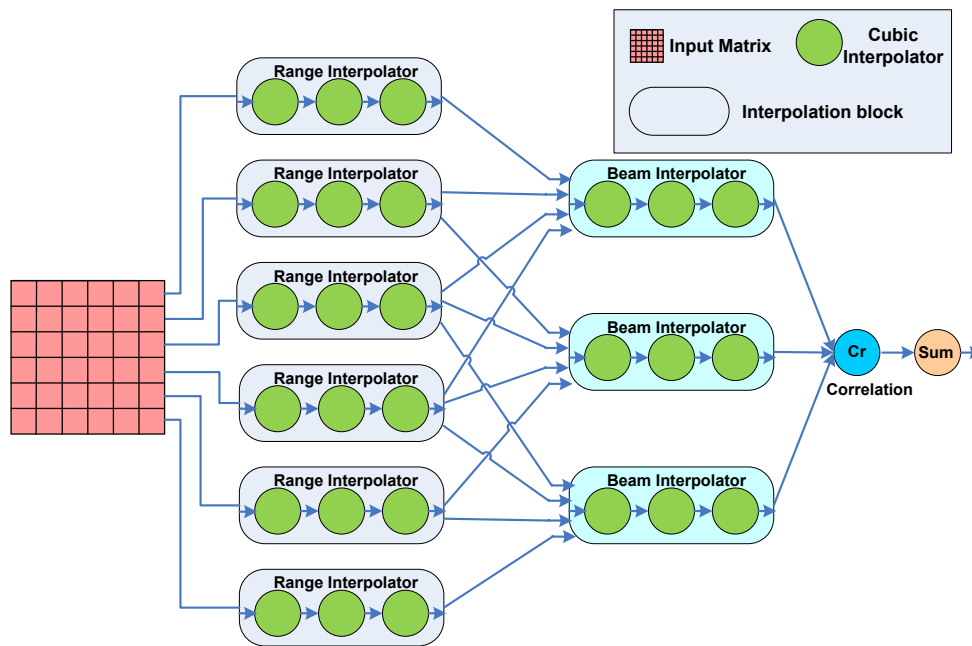 Input Matrix
Cubic
Interpolator
Interpolation block
Range Interpolator
Range Interpolator
Range Interpolator
Range Interpolator
Range Interpolator
Range Interpolator
Beam Interpolator
Beam Interpolator
Beam Interpolator
Cr
Correlation
Sum